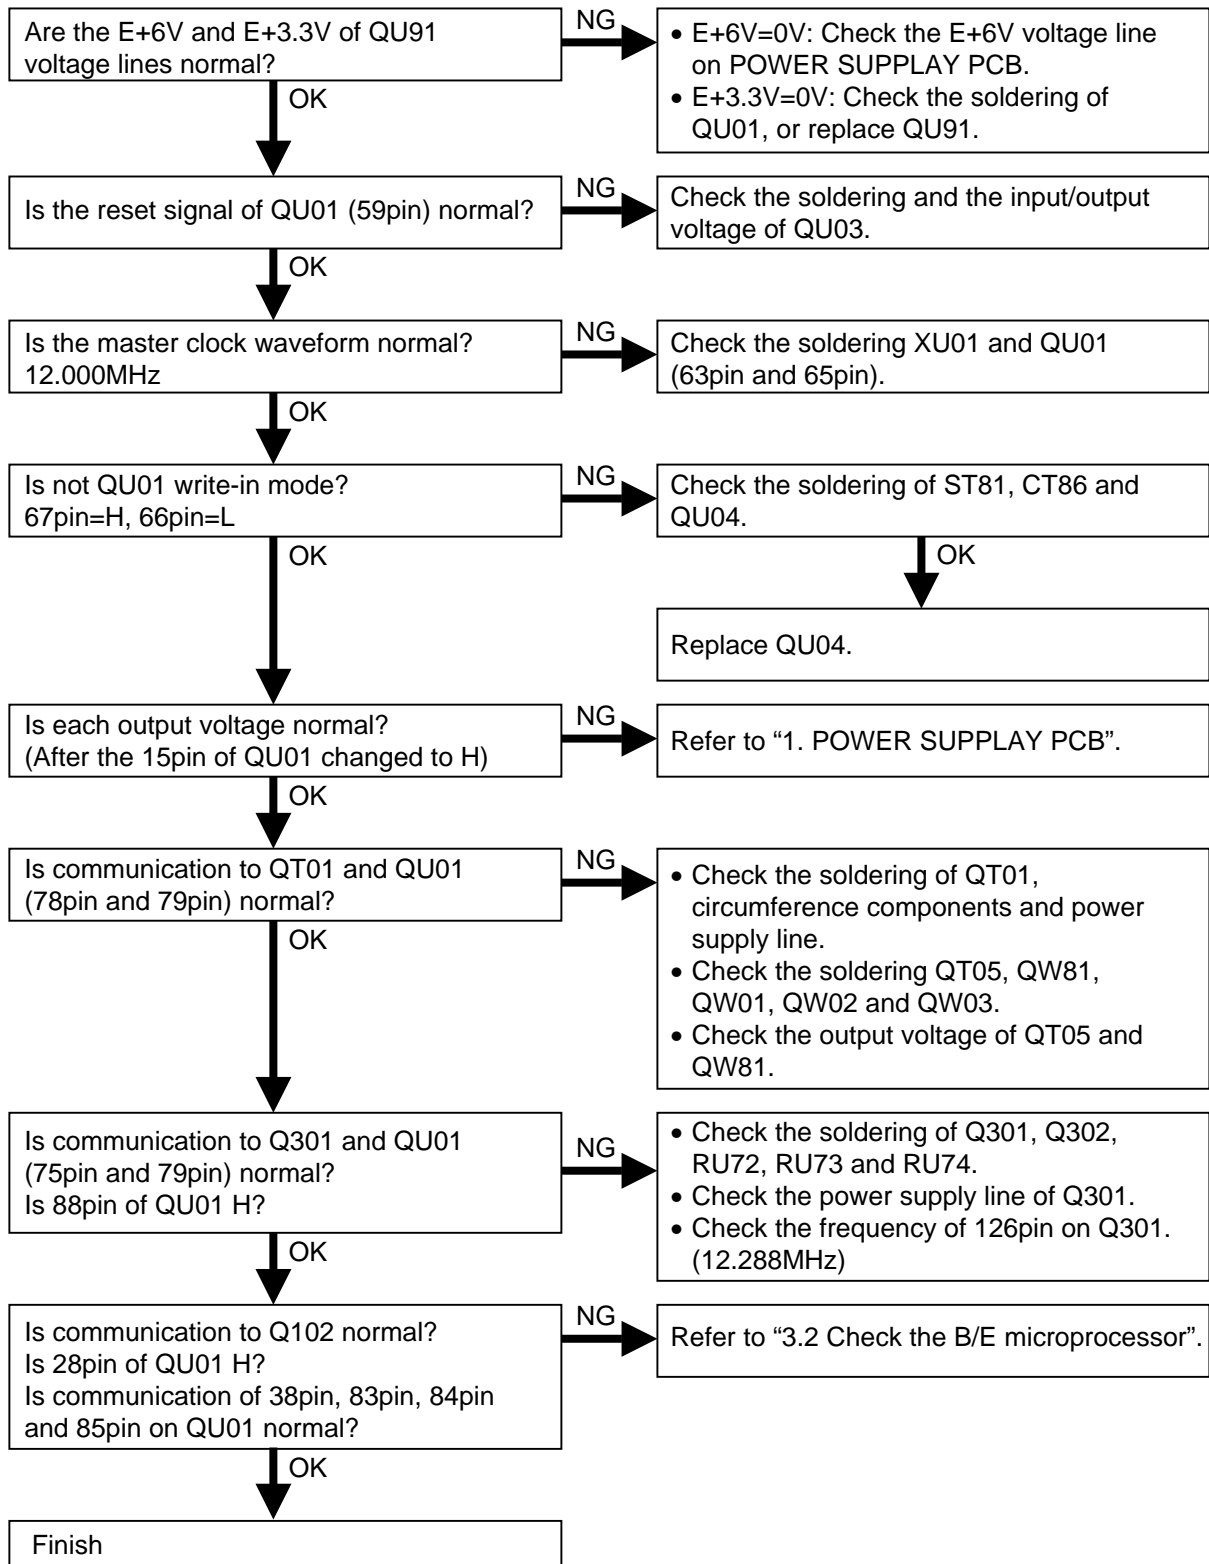 Are the E+6V and E+3.3V of QU91
voltage lines normal?
NG
• E+6V=0V: Check the E+6V voltage line
on POWER SUPPLAY PCB.
• E+3.3V=0V: Check the soldering of
QU01, or replace QU91.
OK
Is the reset signal of QU01 (59pin) normal?
NG
Check the soldering and the input/output
voltage of QU03.
OK
Is the master clock waveform normal?
12.000MHz
NG
Check the soldering XU01 and QU01
(63pin and 65pin).
OK
Is not QU01 write-in mode?
67pin=H, 66pin=L
NG
Check the soldering of ST81, CT86 and
QU04.
OK
OK
Replace QU04.
Is each output voltage normal?
(After the 15pin of QU01 changed to H)
NG
Refer to “1. POWER SUPPLAY PCB”.
OK
Is communication to QT01 and QU01
(78pin and 79pin) normal?
NG
• Check the soldering of QT01,
circumference components and power
supply line.
• Check the soldering QT05, QW81,
QW01, QW02 and QW03.
• Check the output voltage of QT05 and
QW81.
OK
Is communication to Q301 and QU01
(75pin and 79pin) normal?
Is 88pin of QU01 H?
NG
• Check the soldering of Q301, Q302,
RU72, RU73 and RU74.
• Check the power supply line of Q301.
• Check the frequency of 126pin on Q301.
(12.288MHz)
OK
Is communication to Q102 normal?
Is 28pin of QU01 H?
Is communication of 38pin, 83pin, 84pin
and 85pin on QU01 normal?
NG
Refer to “3.2 Check the B/E microprocessor”.
OK
Finish